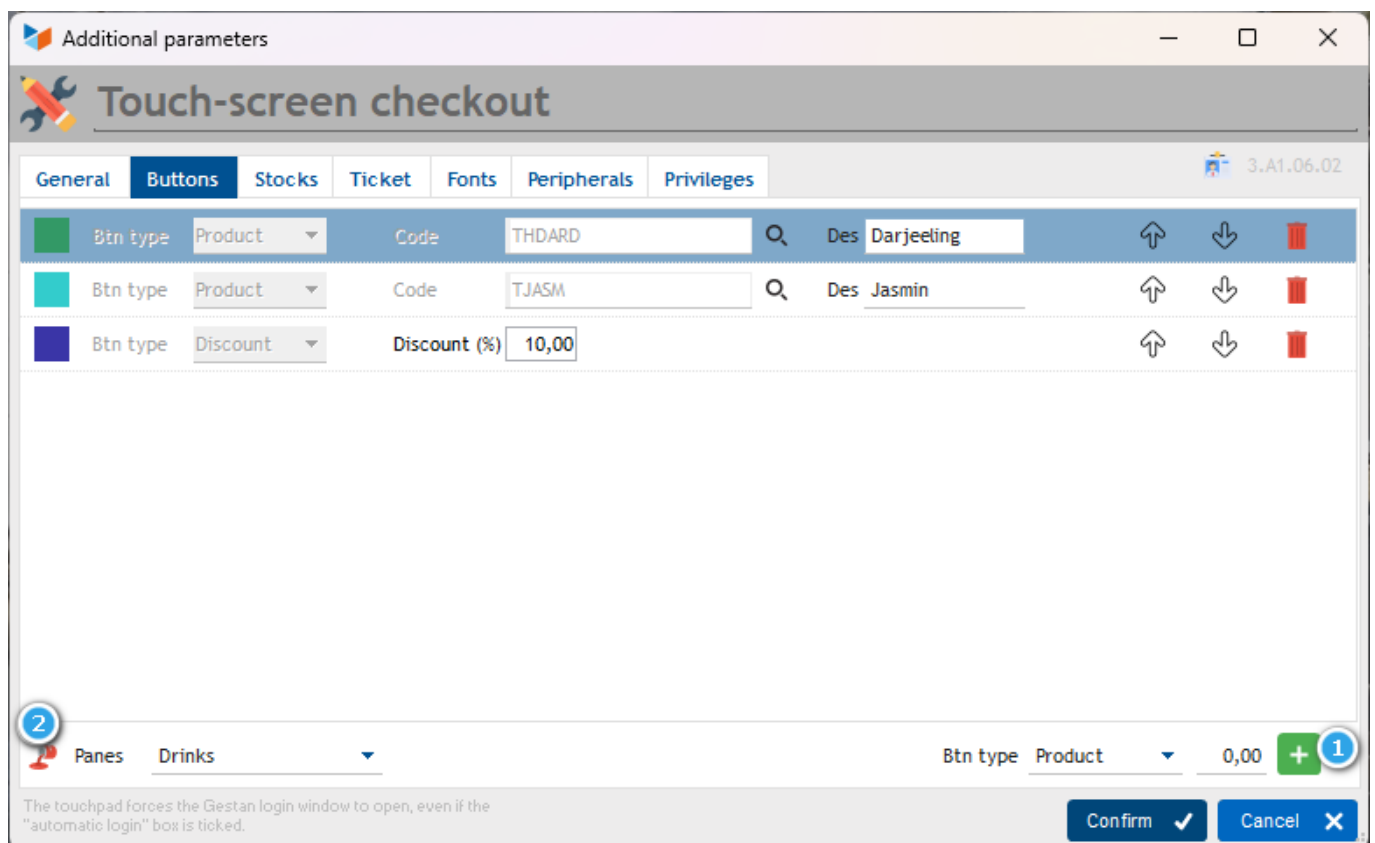 Additional parameters
Touch-screen checkout
General Buttons Stocks Ticket Fonts Peripherals Privileges 3.A1.06.02
Btn type Product Code THDARD Des Darjeeling
Btn type Product Code TJASM Des Jasmin
Btn type Discount Discount (%) 10,00
2
Panes Drinks Btn type Product 0,00 + 1
The touchpad forces the Gestan login window to open, even if the
"automatic login" box is ticked.
Confirm Cancel